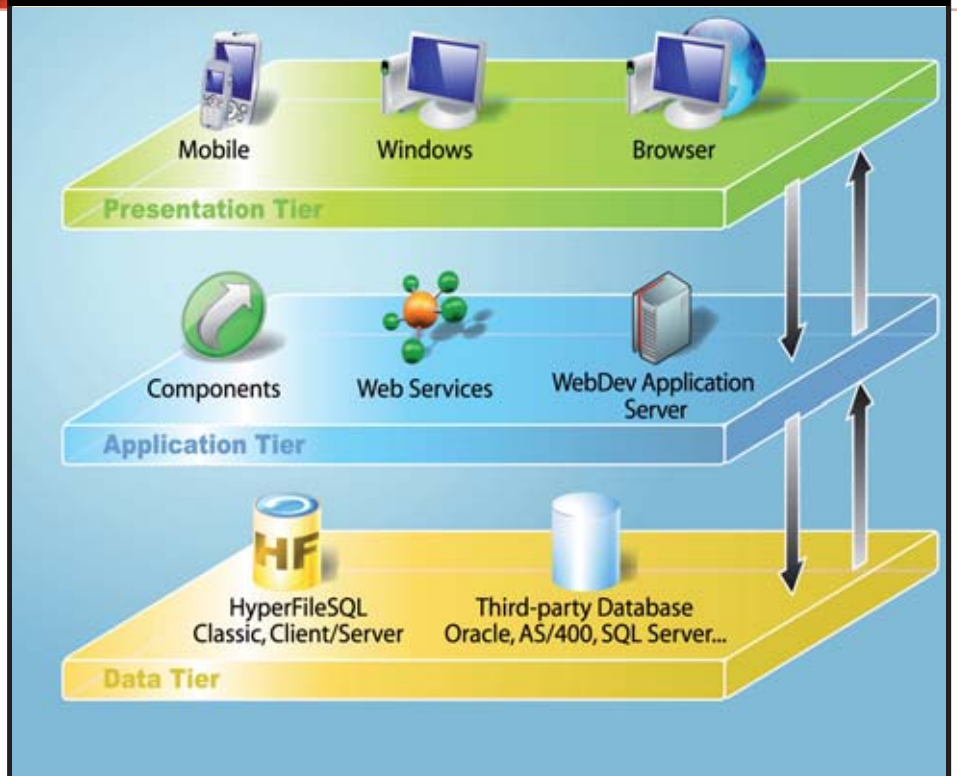 Mobile
Windows
Browser
Presentation Tier
Components
Web Services
WebDev Application
Server
Application Tier
HF
HyperFileSQL
Classic, Client/Server
Third-party Database
Oracle, AS/400, SQL Server...
Data Tier